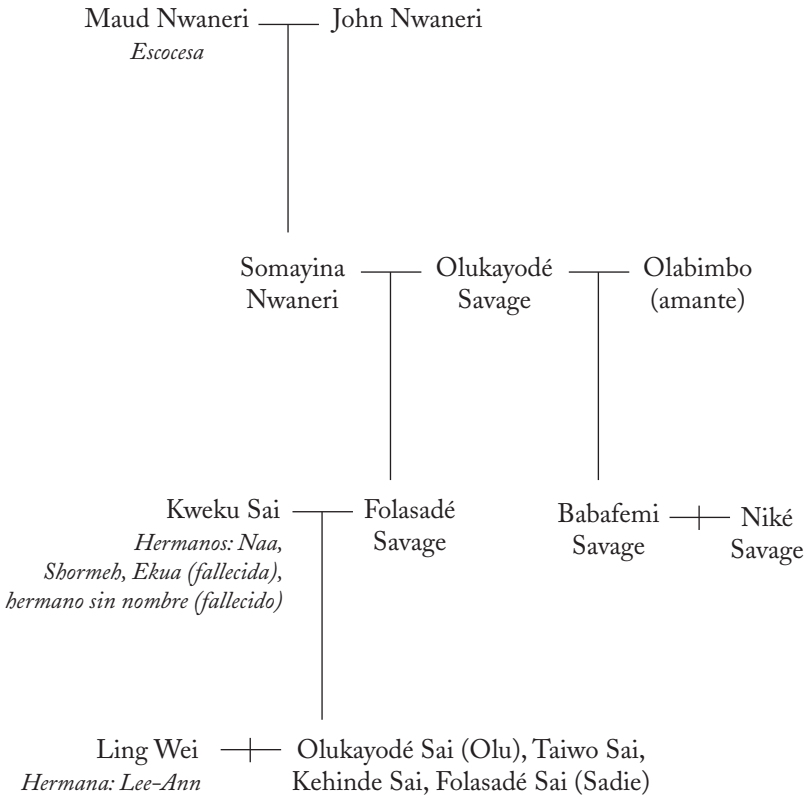 Maud Nwaneri John Nwaneri
Escocesa
Somayina Olukayodé Olabimbo
Nwaneri Savage (amante)
Kweku Sai Folasadé Babafemi Niké
Savage Savage Savage
Hermanos: Naa,
Shormeh, Ekua (fallecida),
hermano sin nombre (fallecido)
Ling Wei Olukayodé Sai (Olu), Taiwo Sai,
Hermana: Lee-Ann Kehinde Sai, Folasadé Sai (Sadie)